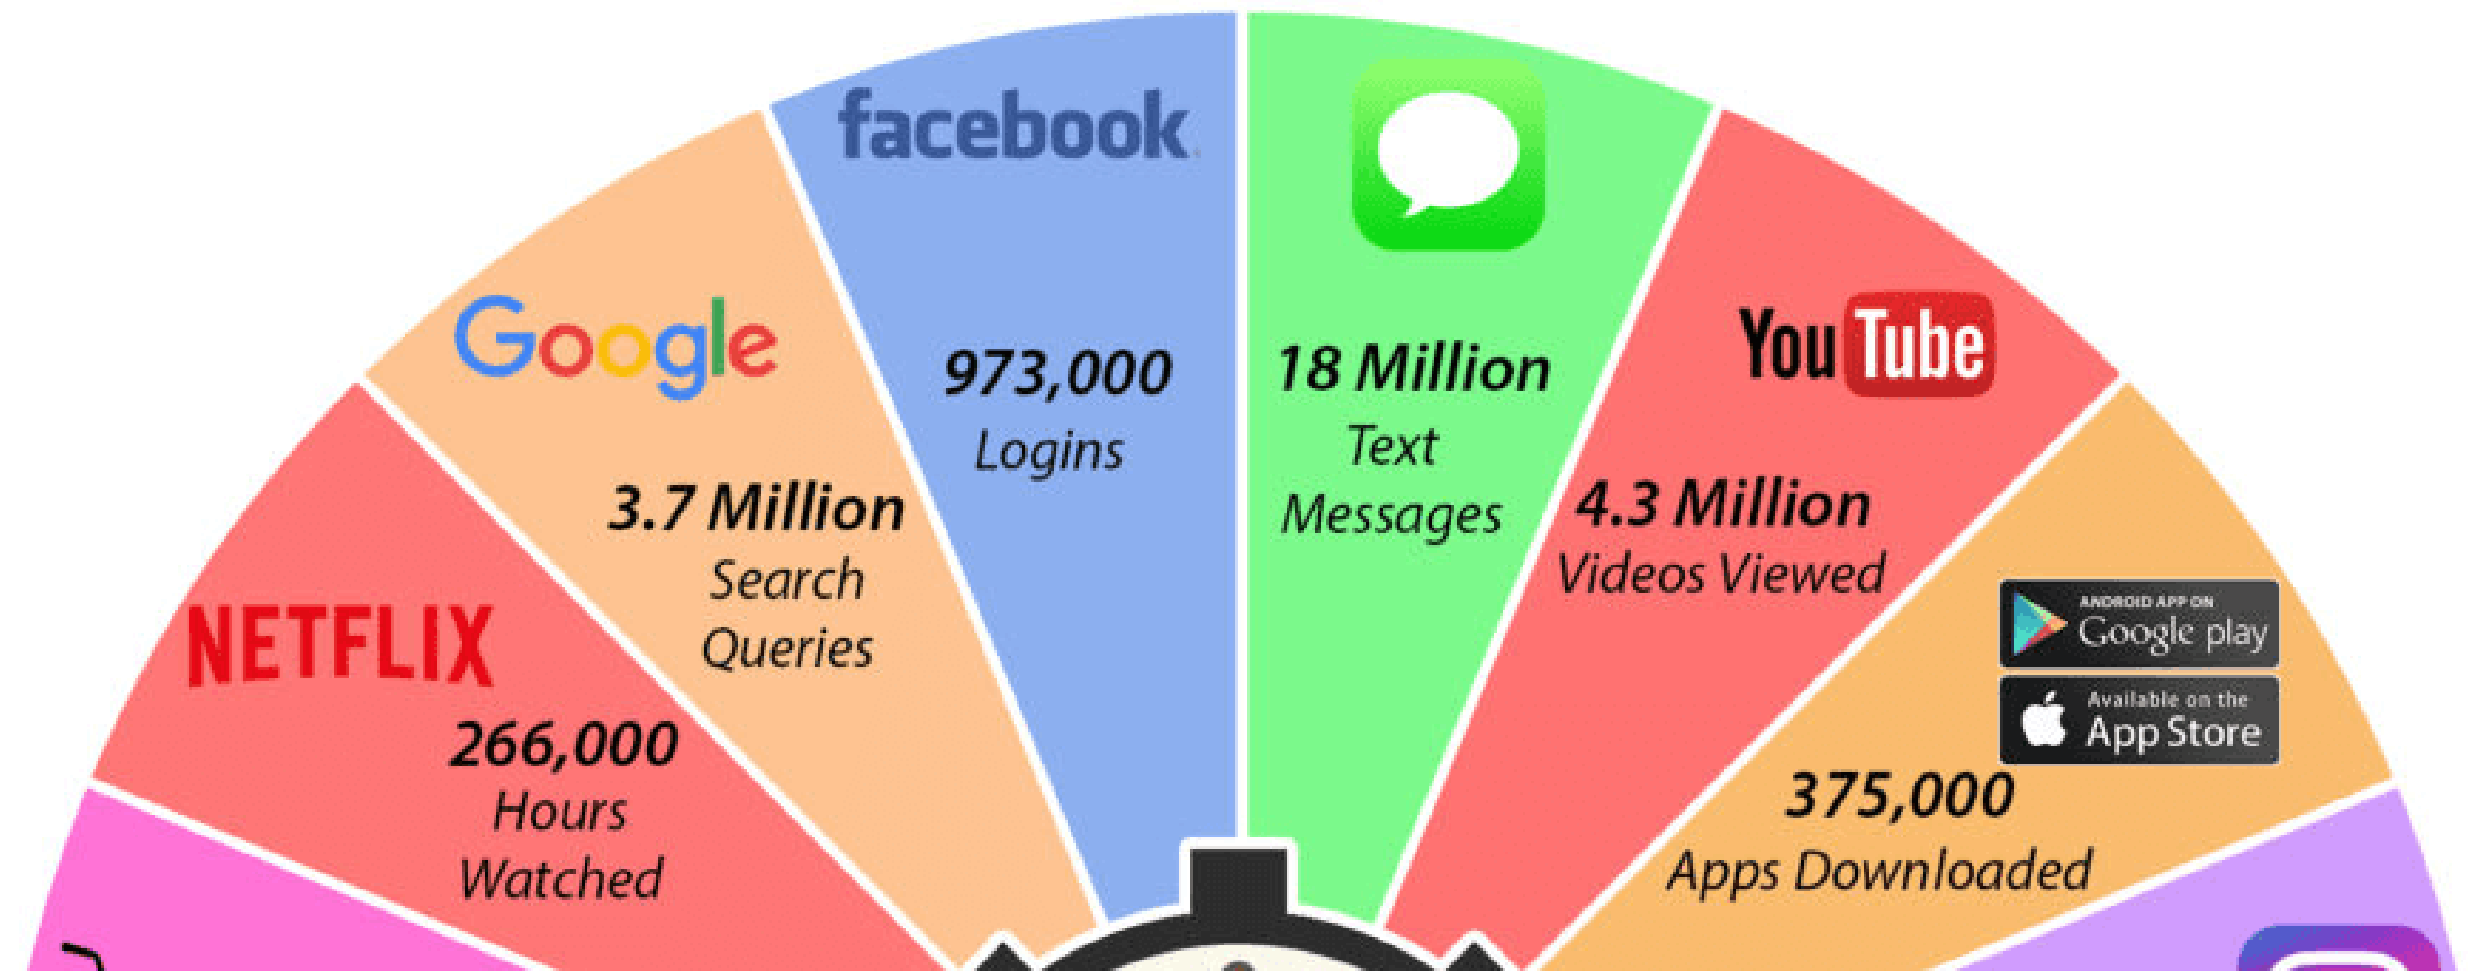 facebook
973,000
Logins
18 Million
Text
Messages
YouTube
4.3 Million
Videos Viewed
Google
3.7 Million
Search
Queries
NETFLIX
266,000
Hours
Watched
ANDROID APP ON
Google play
Available on the
App Store
375,000
Apps Downloaded